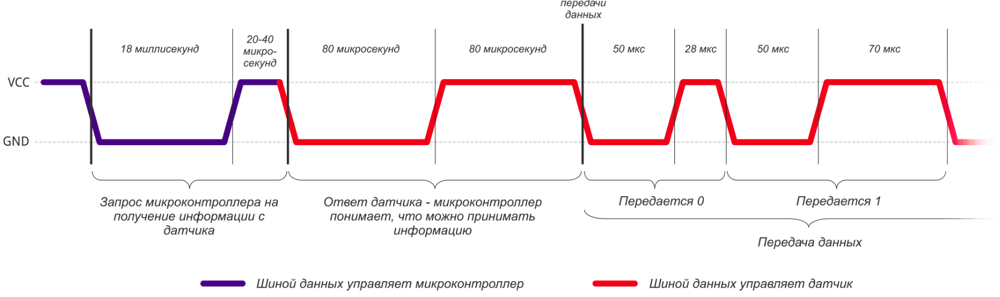 передачи
данных
18 миллисекунд
20-40
микро-
секунд
80 микросекунд
80 микросекунд
50 мкс
28 мкс
50 мкс
70 мкс
VCC
GND
Запрос микроконтроллера на
получение информации с
датчика
Ответ датчика - микроконтроллер
понимает, что можно принимать
информацию
Передается 0
Передается 1
Передача данных
Шиной данных управляет микроконтроллер
Шиной данных управляет датчик